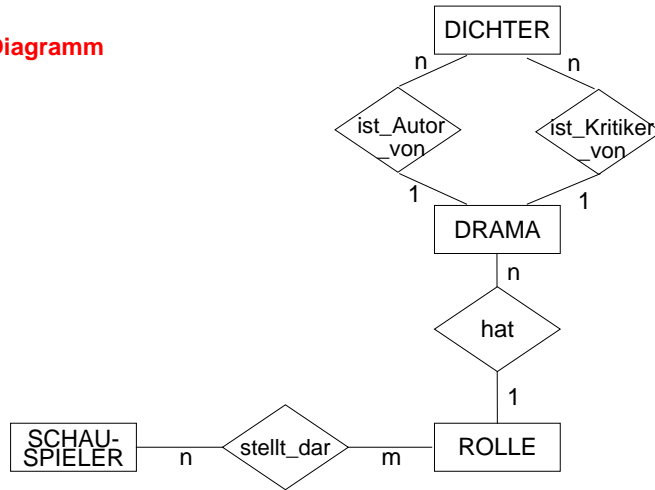 DICHTER
Diagramm
n
n
ist_Autor
_von
ist_Kritiker
_von
1
1
DRAMA
n
hat
1
SCHAU-
SPIELER
n
stellt_dar
m
ROLLE